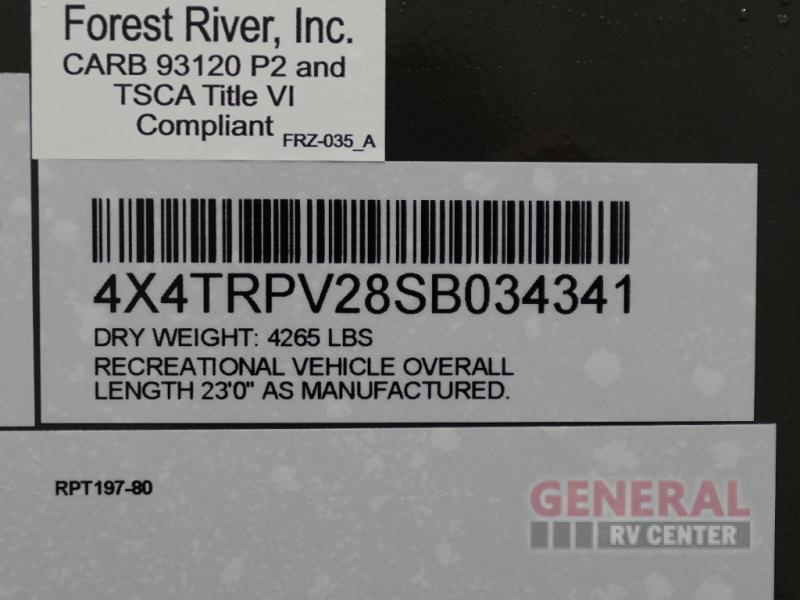 Forest River, Inc.
CARB 93120 P2 and
TSCA Title VI
Compliant
FRZ-035_A
4X4TRPV28SB034341
DRY WEIGHT: 4265 LBS
RECREATIONAL VEHICLE OVERALL
LENGTH 23'0" AS MANUFACTURED.
RPT197-80
GENERAL
RV CENTER